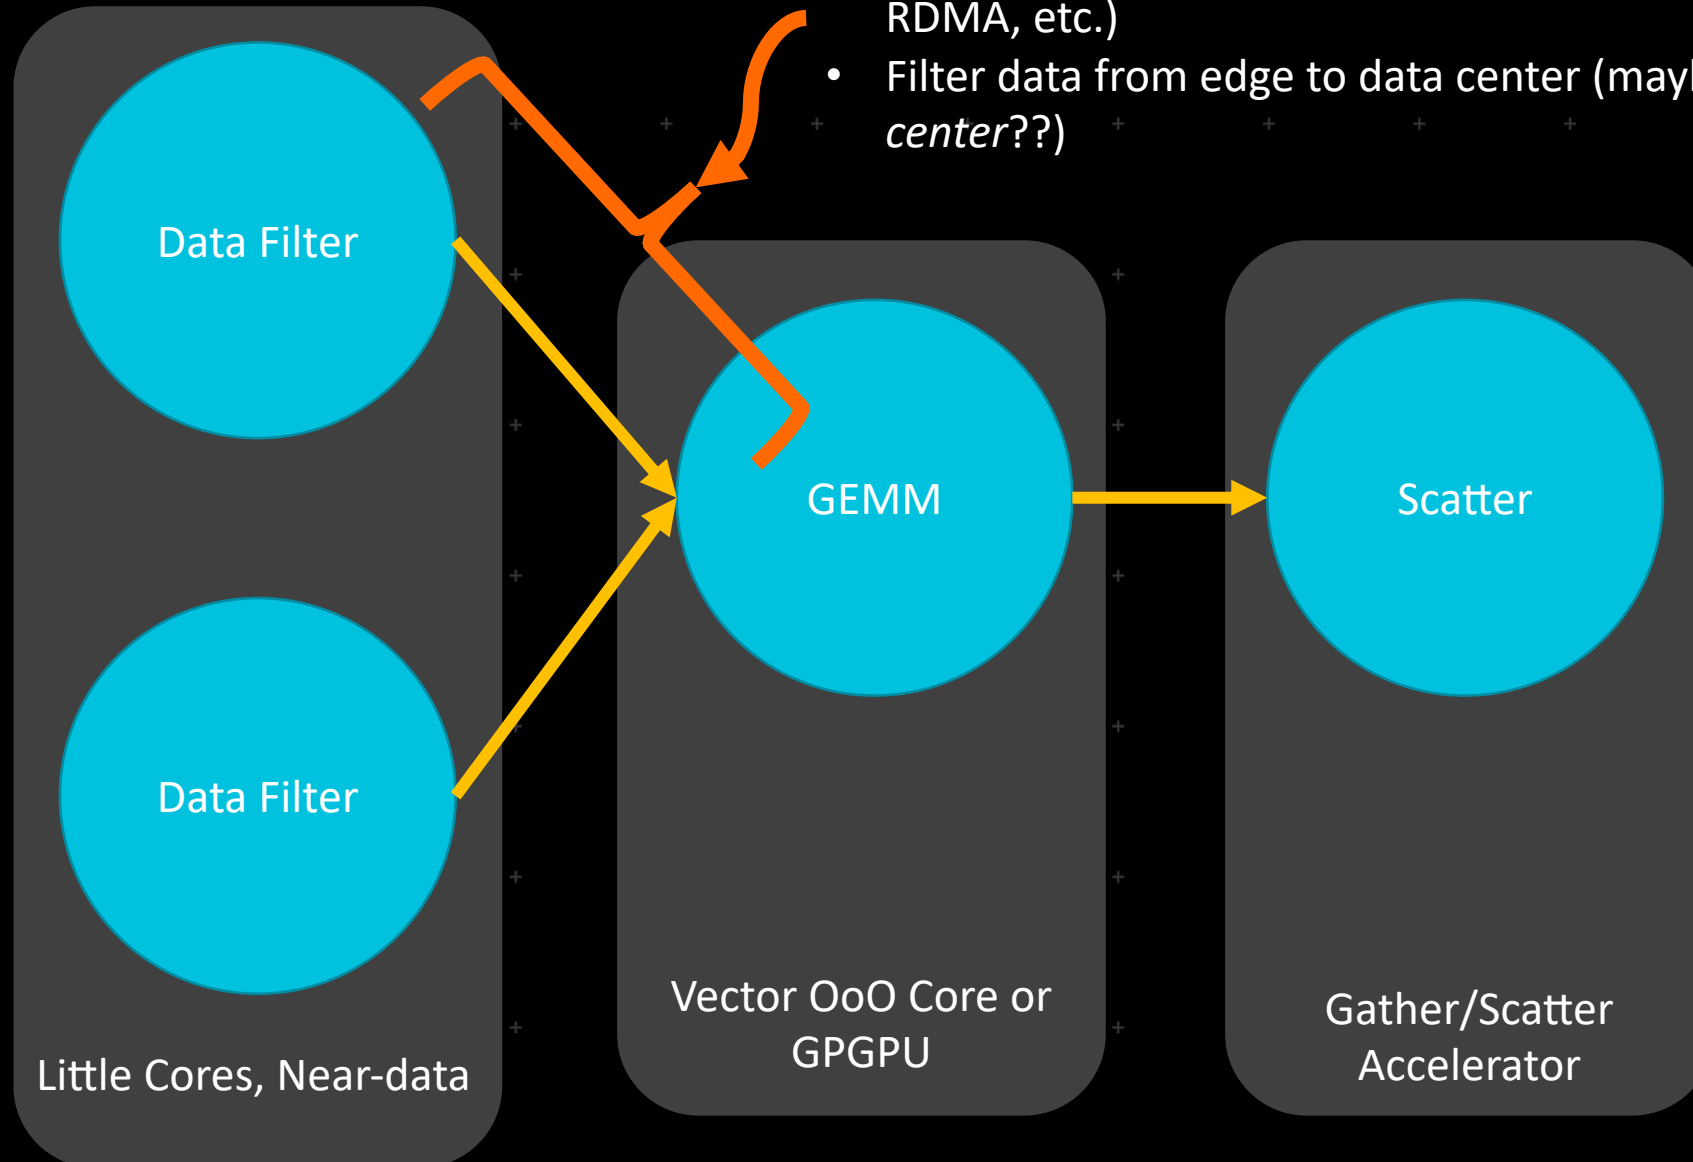 RDMA, etc.)
• Filter data from edge to data center (may
center??)
Data Filter
GEMM
Scatter
Data Filter
Vector OoO Core or
GPGPU
Gather/Scatter
Accelerator
Little Cores, Near-data